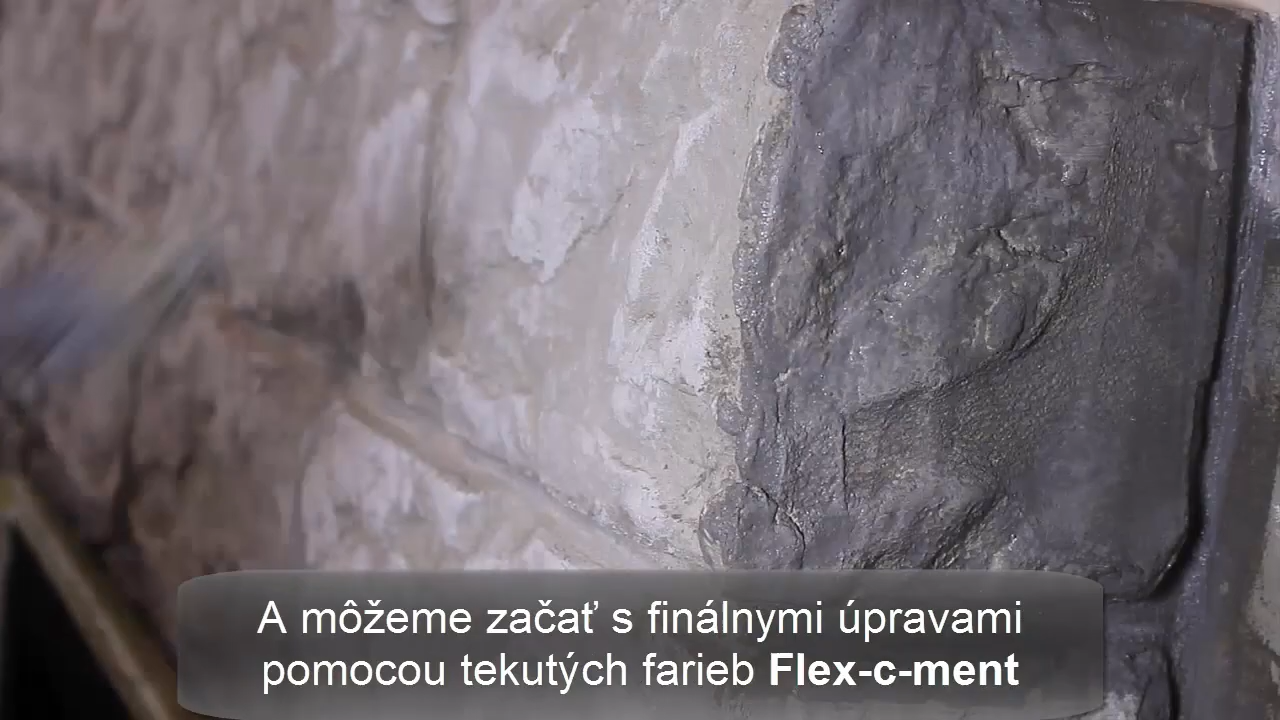 A môžeme začať s finálnymi úpravami
pomocou tekutých farieb Flex-c-ment